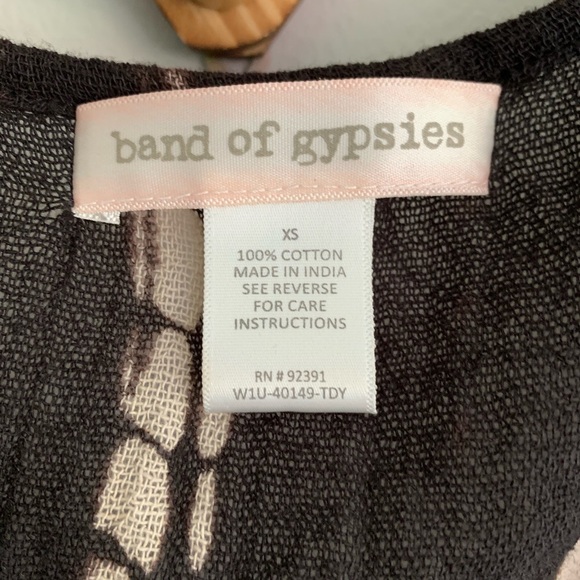 band of gypsies
XS
100% COTTON
MADE IN INDIA
SEE REVERSE
FOR CARE
INSTRUCTIONS
RN # 92391
W1U-40149-TDY